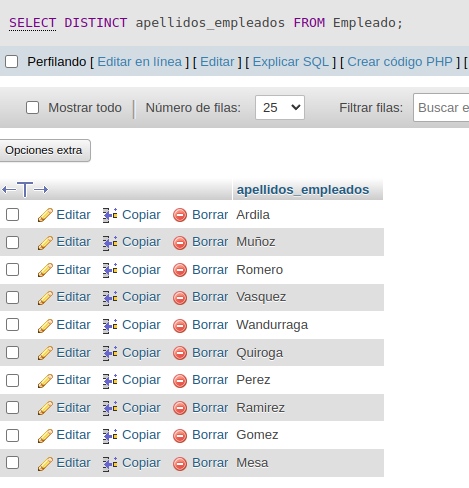 SELECT DISTINCT apellidos_empleados FROM Empleado;
Perfilando [ Editar en línea ] [ Editar ] [ Explicar SQL ] [ Crear código PHP ] [
Mostrar todo Número de filas: 25 Filtrar filas: Buscar e
Opciones extra
←T→ apellidos_empleados
Editar Copiar Borrar Ardila
Editar Copiar Borrar Muñoz
Editar Copiar Borrar Romero
Editar Copiar Borrar Vasquez
Editar Copiar Borrar Wandurraga
Editar Copiar Borrar Quiroga
Editar Copiar Borrar Perez
Editar Copiar Borrar Ramirez
Editar Copiar Borrar Gomez
Editar Copiar Borrar Mesa